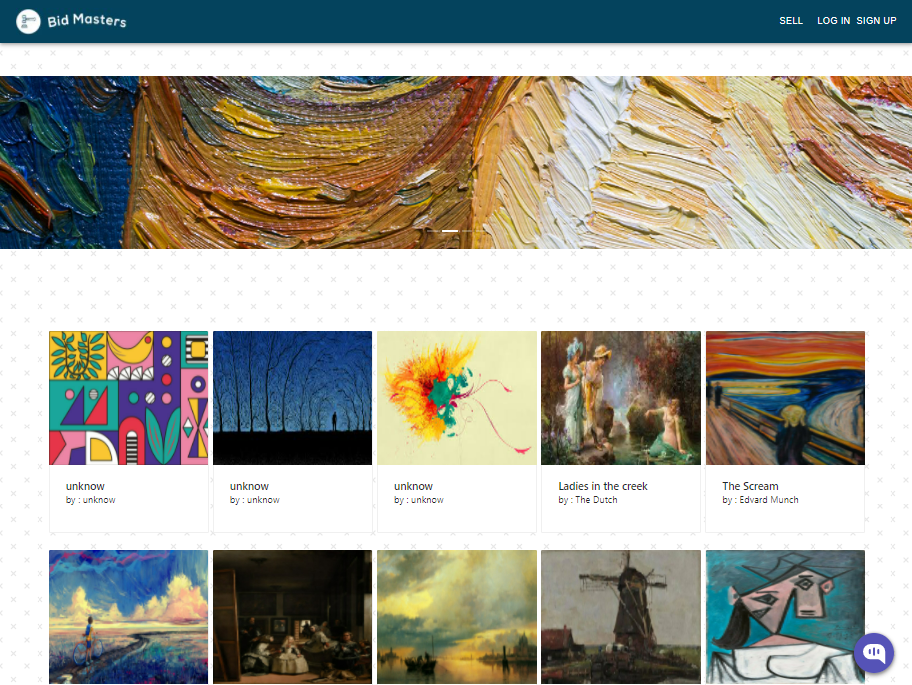 Bid Masters
SELL LOG IN SIGN UP
unknow
by : unknow
unknow
by : unknow
unknow
by : unknow
Ladies in the creek
by : The Dutch
The Scream
by : Edvard Munch